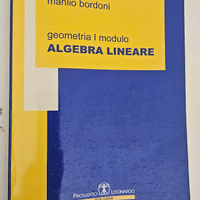 manlio bordoni
geometria I modulo
ALGEBRA LINEARE
PROGETTO LEONARDO